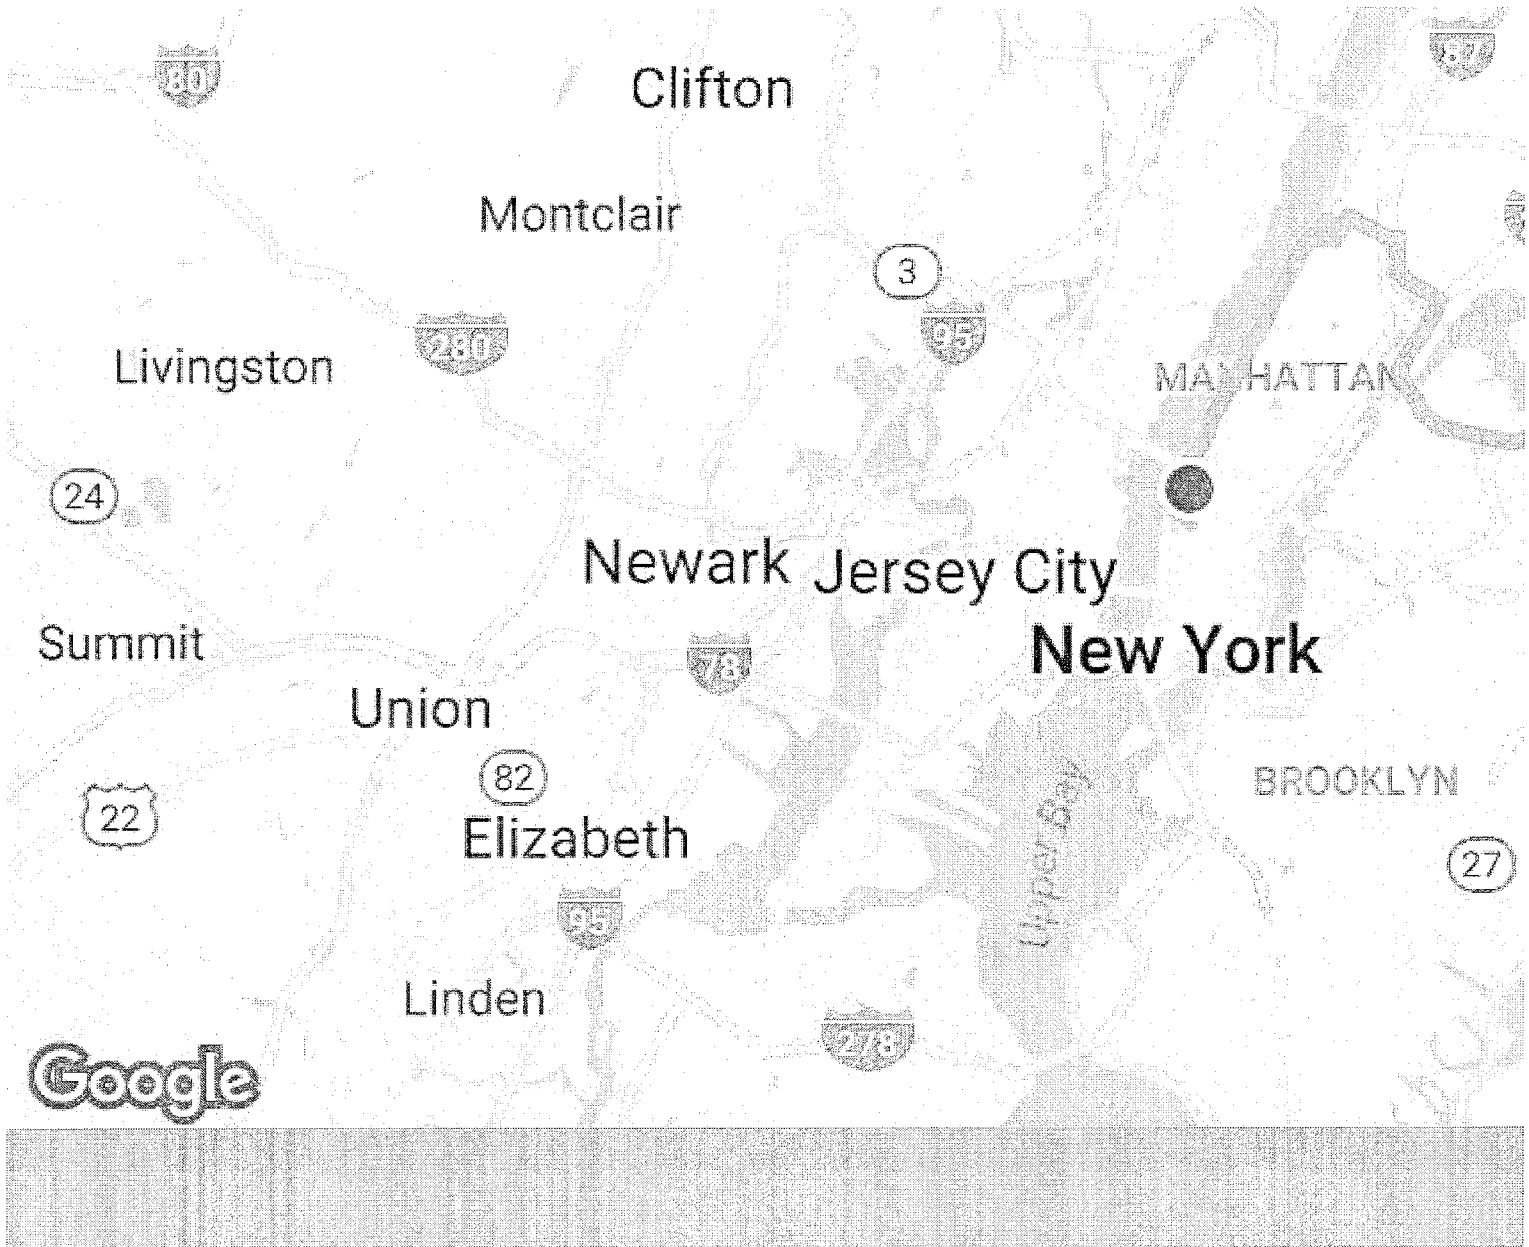 80
87
Clifton
Montclair
3
95
280
Livingston
MANHATTAN
24
Newark
Jersey City
Summit
New York
78
Union
82
22
BROOKLYN
Upper Bay
Elizabeth
27
95
Linden
278
Google